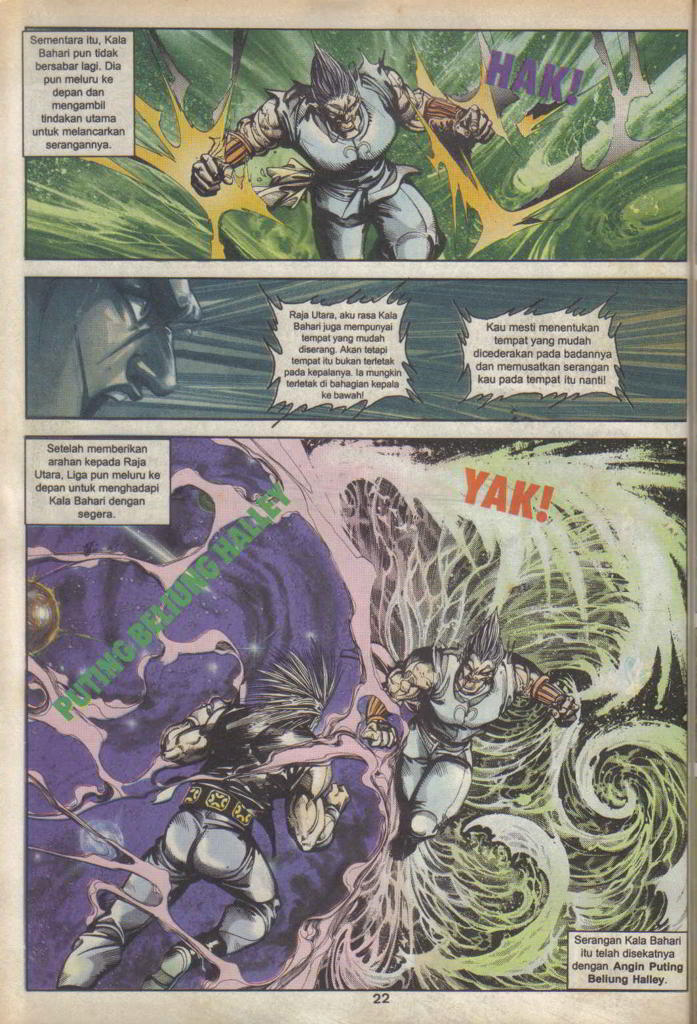 Sementara itu, Kala
Bahari pun tidak
bersabar lagi. Dia
pun meluru ke
depan dan
mengambil
tindakan utama
untuk melancarkan
serangannya.
HAK!
Raja Utara, aku rasa Kala
Bahari juga mempunyai
tempat yang mudah
diserang. Akan tetapi
tempat itu bukan terletak
pada kepalanya. Ia mungkin
terletak di bahagian kepala
ke bawah!
Kau mesti menentukan
tempat yang mudah
dicederakan pada badannya
dan memusatkan serangan
kau pada tempat itu nanti!
Setelah memberikan
arahan kepada Raja
Utara, Liga pun meluru ke
depan untuk menghadapi
Kala Bahari dengan
segera.
PUTING BELIUNG HALLEY
YAK!
Serangan Kala Bahari
itu telah disekatnya
dengan Angin Puting
Beliung Halley.
22